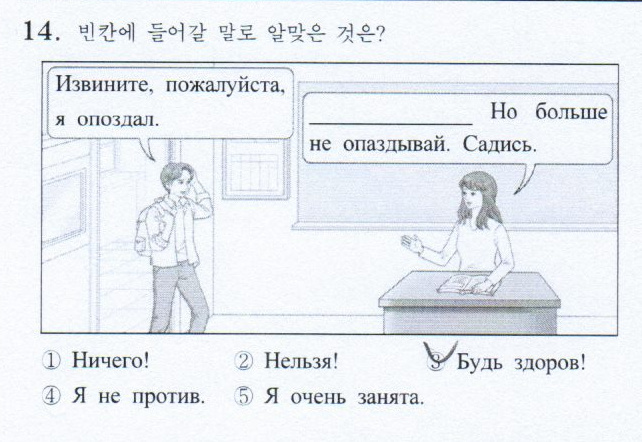 14. 빈칸에 들어갈 말로 알맞은 것은?
Извините, пожалуйста,
я опоздал.
____________ Но больше
не опаздывай. Садись.
① Ничего! ② Нельзя! ③ Будь здоров!
④ Я не против. ⑤ Я очень занята.